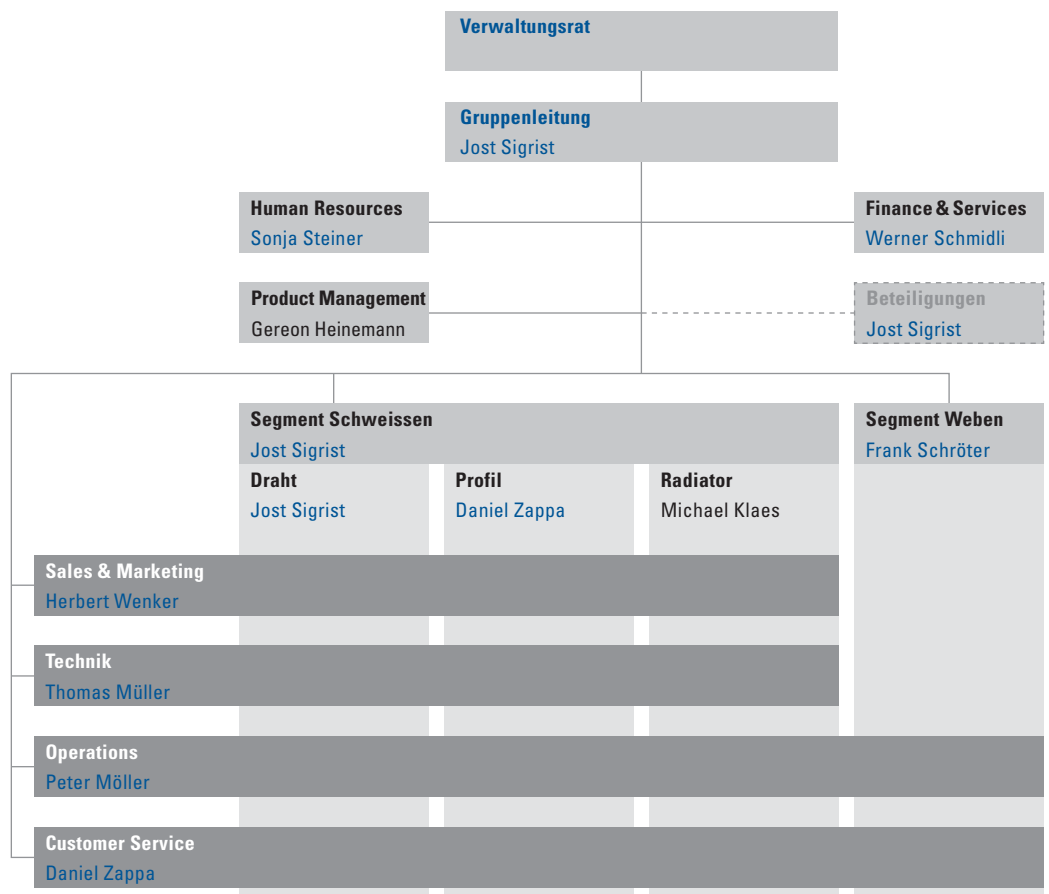 Verwaltungsrat
Gruppenleitung
Jost Sigrist
Human Resources
Sonja Steiner
Finance & Services
Werner Schmidli
Product Management
Gereon Heinemann
Beteiligungen
Jost Sigrist
Segment Schweissen
Jost Sigrist
Segment Weben
Frank Schröter
Draht
Jost Sigrist
Profil
Daniel Zappa
Radiator
Michael Klaes
Sales & Marketing
Herbert Wenker
Technik
Thomas Müller
Operations
Peter Möller
Customer Service
Daniel Zappa